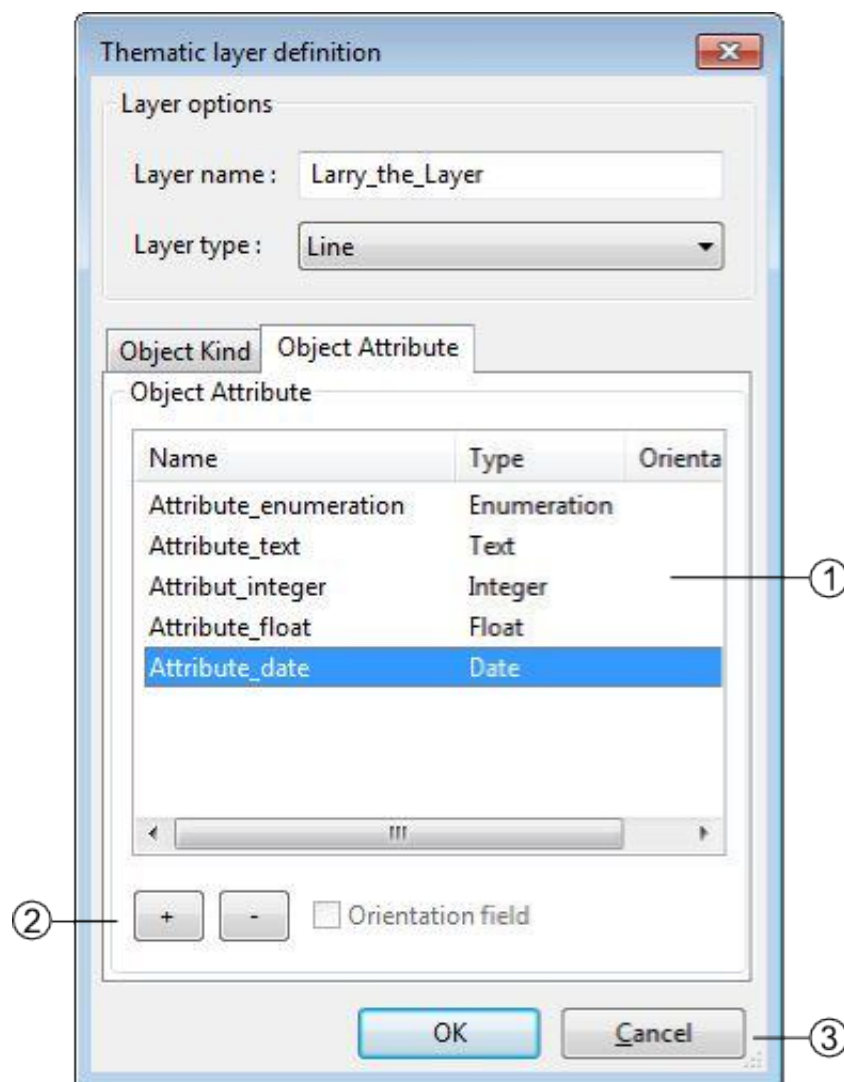 Thematic layer definition
Layer options
Layer name : Larry_the_Layer
Layer type : Line
Object Kind Object Attribute
Object Attribute
Name Type Orienta
Attribute_enumeration Enumeration
Attribute_text Text
Attribut_integer Integer
1
Attribute_float Float
Attribute_date Date
2
+ - Orientation field
OK Cancel
3